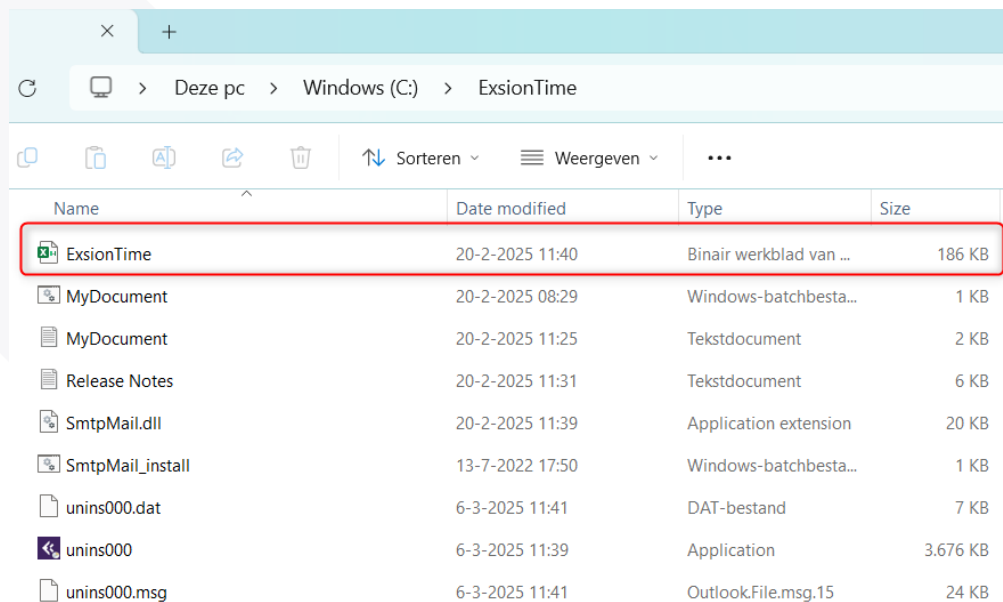 Deze pc > Windows (C:) > ExsionTime
Sorteren Weergeven ...
Name Date modified Type Size
ExsionTime 20-2-2025 11:40 Binair werkblad van ... 186 KB
MyDocument 20-2-2025 08:29 Windows-batchbesta... 1 KB
MyDocument 20-2-2025 11:25 Tekstdocument 2 KB
Release Notes 20-2-2025 11:31 Tekstdocument 6 KB
SmtpMail.dll 20-2-2025 11:39 Application extension 20 KB
SmtpMail_install 13-7-2022 17:50 Windows-batchbesta... 1 KB
unins000.dat 6-3-2025 11:41 DAT-bestand 7 KB
unins000 6-3-2025 11:39 Application 3.676 KB
unins000.msg 6-3-2025 11:41 Outlook.File.msg.15 24 KB